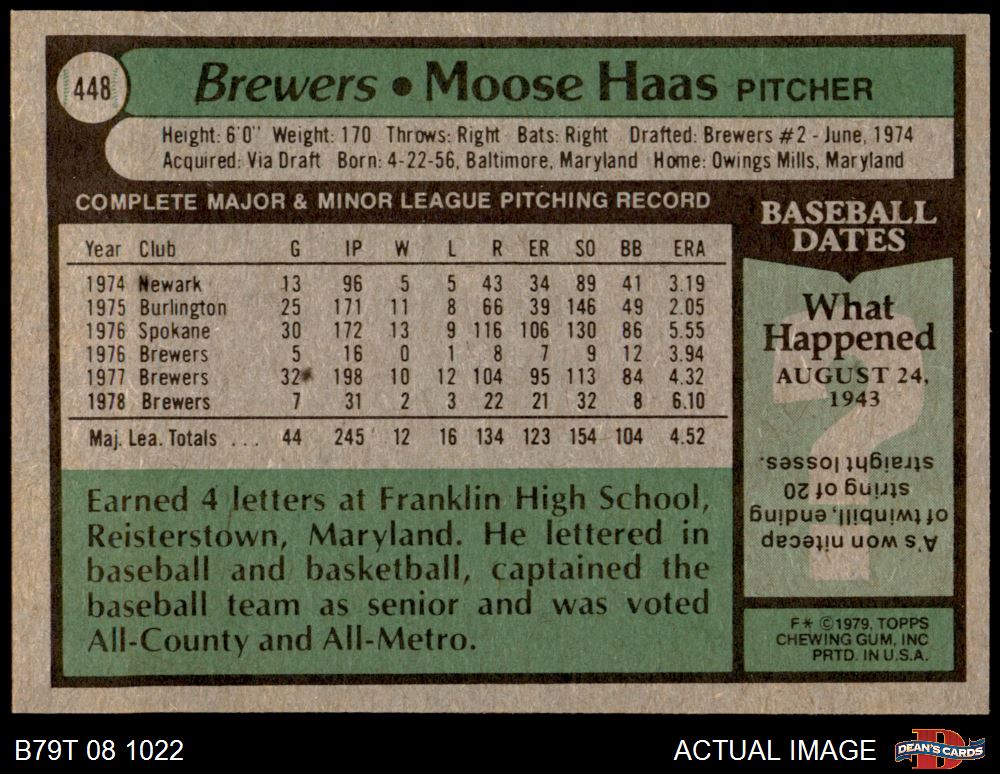 448
Brewers • Moose Haas PITCHER
Height: 6'0" Weight: 170 Throws: Right Bats: Right Drafted: Brewers #2 - June, 1974
Acquired: Via Draft Born: 4-22-56, Baltimore, Maryland Home: Owings Mills, Maryland
COMPLETE MAJOR & MINOR LEAGUE PITCHING RECORD
Year Club G IP W L R ER SO BB ERA
1974 Newark 13 96 5 5 43 34 89 41 3.19
1975 Burlington 25 171 11 8 66 39 146 49 2.05
1976 Spokane 30 172 13 9 116 106 130 86 5.55
1976 Brewers 5 16 0 1 8 7 9 12 3.94
1977 Brewers 32 198 10 12 104 95 113 84 4.32
1978 Brewers 7 31 2 3 22 21 32 8 6.10
Maj. Lea. Totals ... 44 245 12 16 134 123 154 104 4.52
Earned 4 letters at Franklin High School,
Reisterstown, Maryland. He lettered in
baseball and basketball, captained the
baseball team as senior and was voted
All-County and All-Metro.
BASEBALL
DATES
What
Happened
AUGUST 24,
1943
A's won nitecap
of twinbill, ending
string of 20
straight losses.
F* ©1979, TOPPS
CHEWING GUM, INC
PRTD. IN U.S.A.
B79T 08 1022
ACTUAL IMAGE
D
DEAN'S CARDS